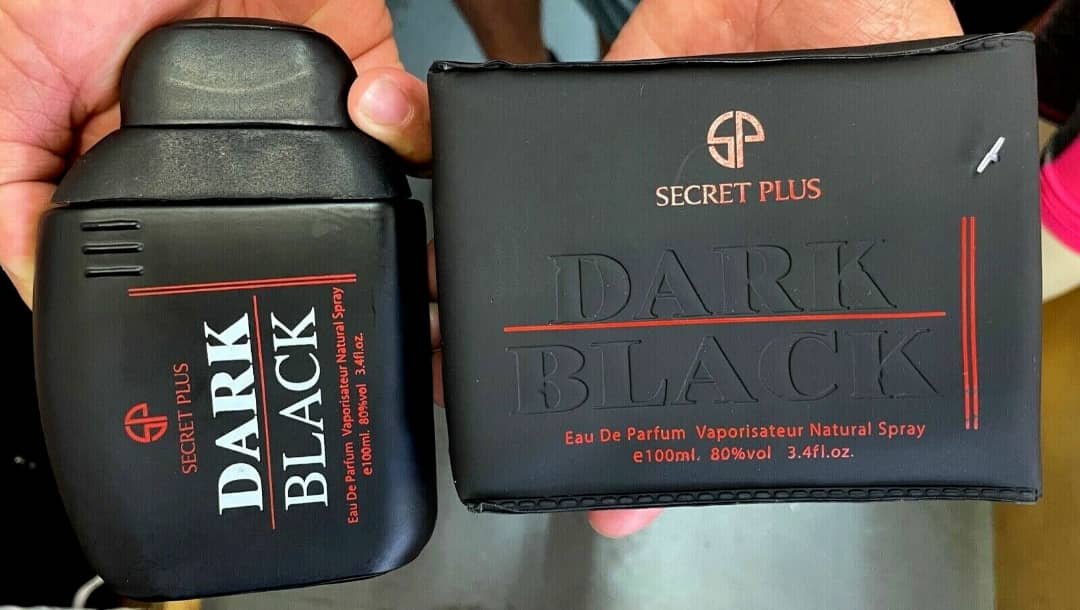 SP
SECRET PLUS
DARK
BLACK
Eau De Parfum Vaporisateur Natural Spray
e100ml. 80%vol 3.4fl.oz.
SP
SECRET PLUS
DARK
BLACK
Eau De Parfum Vaporisateur Natural Spray
e100ml. 80%vol 3.4fl.oz.